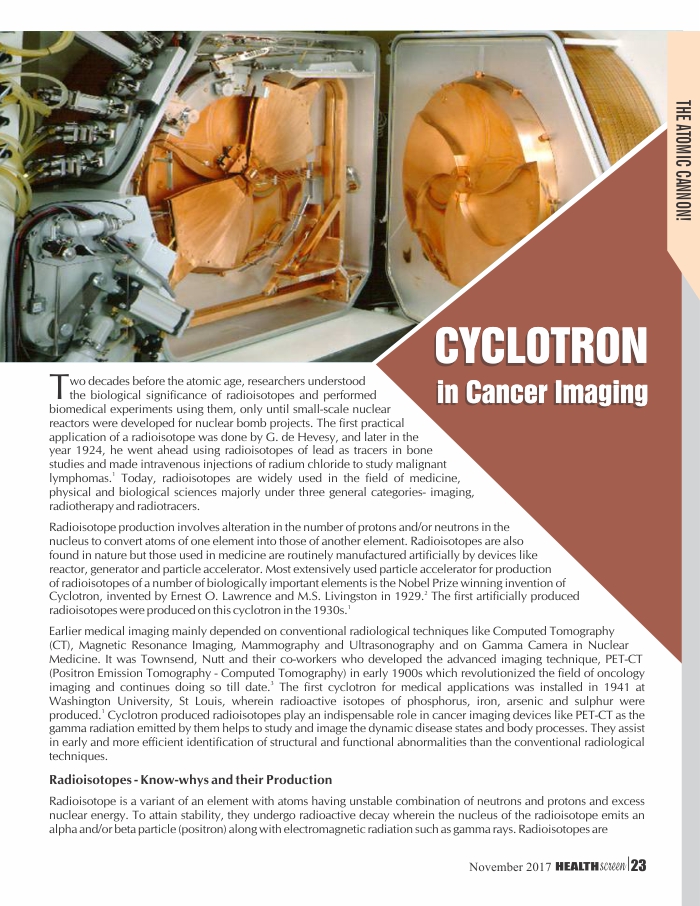 THE ATOMIC CANNON!
CYCLOTRON
in Cancer Imaging
Two decades before the atomic age, researchers understood
the biological significance of radioisotopes and performed
biomedical experiments using them, only until small-scale nuclear
reactors were developed for nuclear bomb projects. The first practical
application of a radioisotope was done by G. de Hevesy, and later in the
year 1924, he went ahead using radioisotopes of lead as tracers in bone
studies and made intravenous injections of radium chloride to study malignant
lymphomas.¹ Today, radioisotopes are widely used in the field of medicine,
physical and biological sciences majorly under three general categories- imaging,
radiotherapy and radiotracers.
Radioisotope production involves alteration in the number of protons and/or neutrons in the
nucleus to convert atoms of one element into those of another element. Radioisotopes are also
found in nature but those used in medicine are routinely manufactured artificially by devices like
reactor, generator and particle accelerator. Most extensively used particle accelerator for production
of radioisotopes of a number of biologically important elements is the Nobel Prize winning invention of
Cyclotron, invented by Ernest O. Lawrence and M.S. Livingston in 1929.² The first artificially produced
radioisotopes were produced on this cyclotron in the 1930s.¹
Earlier medical imaging mainly depended on conventional radiological techniques like Computed Tomography
(CT), Magnetic Resonance Imaging, Mammography and Ultrasonography and on Gamma Camera in Nuclear
Medicine. It was Townsend, Nutt and their co-workers who developed the advanced imaging technique, PET-CT
(Positron Emission Tomography - Computed Tomography) in early 1900s which revolutionized the field of oncology
imaging and continues doing so till date.³ The first cyclotron for medical applications was installed in 1941 at
Washington University, St Louis, wherein radioactive isotopes of phosphorus, iron, arsenic and sulphur were
produced.³ Cyclotron produced radioisotopes play an indispensable role in cancer imaging devices like PET-CT as the
gamma radiation emitted by them helps to study and image the dynamic disease states and body processes. They assist
in early and more efficient identification of structural and functional abnormalities than the conventional radiological
techniques.
Radioisotopes - Know-whys and their Production
Radioisotope is a variant of an element with atoms having unstable combination of neutrons and protons and excess
nuclear energy. To attain stability, they undergo radioactive decay wherein the nucleus of the radioisotope emits an
alpha and/or beta particle (positron) along with electromagnetic radiation such as gamma rays. Radioisotopes are
November 2017 HEALTHscreen 23